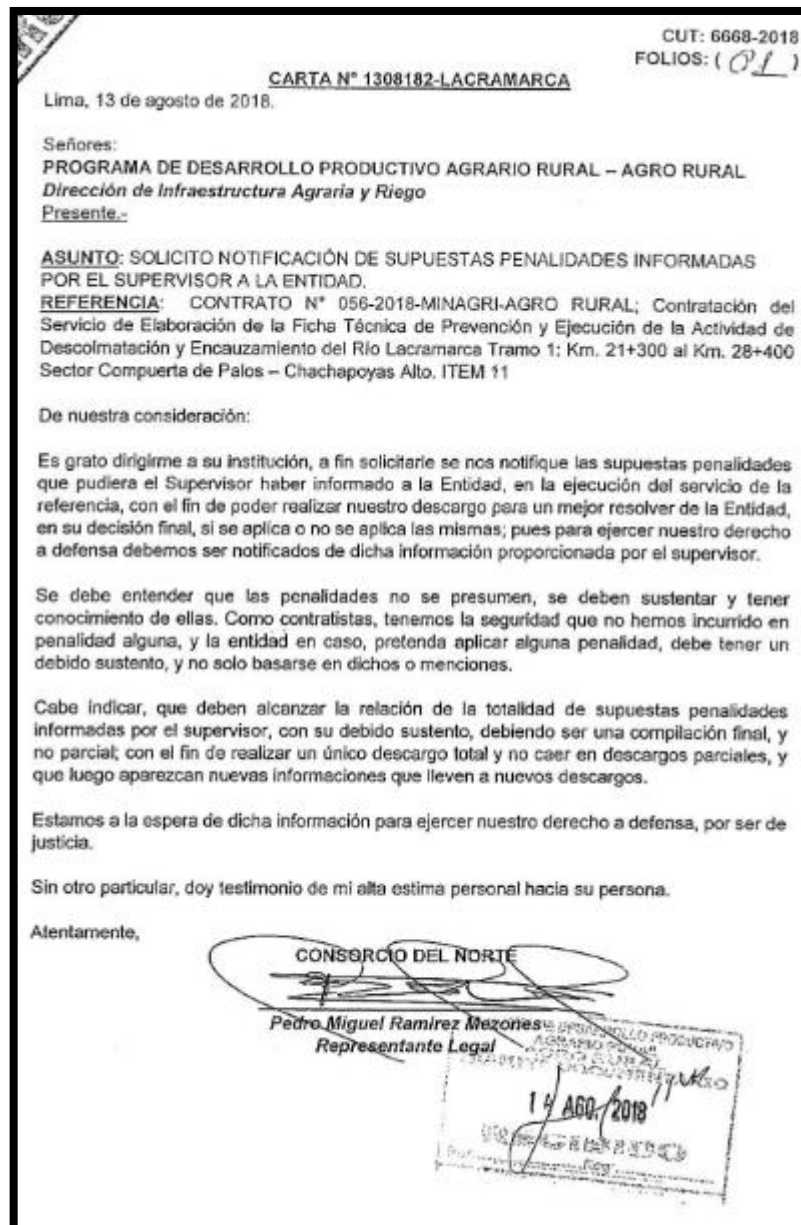 CUT: 6668-2018
FOLIOS: ( 01 )
CARTA N° 1308182-LACRAMARCA
Lima, 13 de agosto de 2018.
Señores:
PROGRAMA DE DESARROLLO PRODUCTIVO AGRARIO RURAL – AGRO RURAL
Dirección de Infraestructura Agraria y Riego
Presente.-
ASUNTO: SOLICITO NOTIFICACIÓN DE SUPUESTAS PENALIDADES INFORMADAS
POR EL SUPERVISOR A LA ENTIDAD.
REFERENCIA: CONTRATO N° 056-2018-MINAGRI-AGRO RURAL; Contratación del
Servicio de Elaboración de la Ficha Técnica de Prevención y Ejecución de la Actividad de
Descolmatación y Encauzamiento del Río Lacramarca Tramo 1: Km. 21+300 al Km. 28+400
Sector Compuerta de Palos – Chachapoyas Alto. ITEM 11
De nuestra consideración:
Es grato dirigirme a su institución, a fin solicitarle se nos notifique las supuestas penalidades
que pudiera el Supervisor haber informado a la Entidad, en la ejecución del servicio de la
referencia, con el fin de poder realizar nuestro descargo para un mejor resolver de la Entidad,
en su decisión final, si se aplica o no se aplica las mismas; pues para ejercer nuestro derecho
a defensa debemos ser notificados de dicha información proporcionada por el supervisor.
Se debe entender que las penalidades no se presumen, se deben sustentar y tener
conocimiento de ellas. Como contratistas, tenemos la seguridad que no hemos incurrido en
penalidad alguna, y la entidad en caso, pretenda aplicar alguna penalidad, debe tener un
debido sustento, y no solo basarse en dichos o menciones.
Cabe indicar, que deben alcanzar la relación de la totalidad de supuestas penalidades
informadas por el supervisor, con su debido sustento, debiendo ser una compilación final, y
no parcial; con el fin de realizar un único descargo total y no caer en descargos parciales, y
que luego aparezcan nuevas informaciones que lleven a nuevos descargos.
Estamos a la espera de dicha información para ejercer nuestro derecho a defensa, por ser de
justicia.
Sin otro particular, doy testimonio de mi alta estima personal hacia su persona.
Atentamente,
CONSORCIO DEL NORTE
Pedro Miguel Ramirez Mezones
Representante Legal
DESARROLLO PRODUCTIVO
AGRARIO RURAL
AGRO RURAL
14 AGO. 2018
RECIBIDO